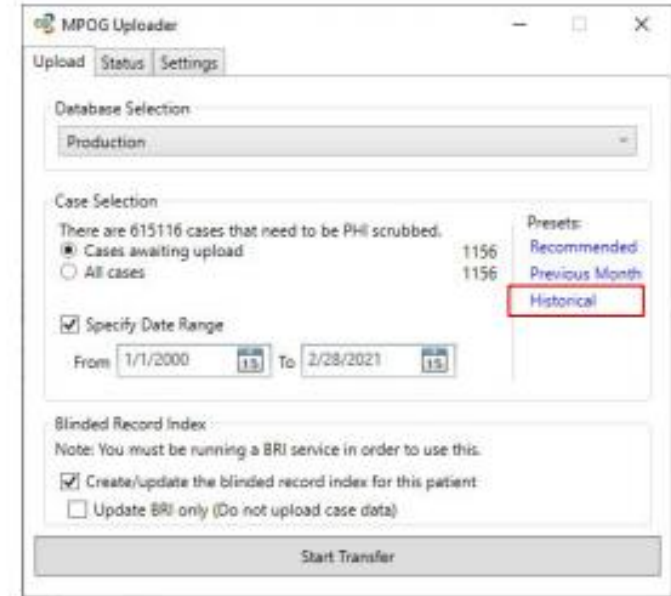 MPOG Uploader
Upload Status Settings
Database Selection
Production
Case Selection
There are 615116 cases that need to be PHI scrubbed.
Cases awaiting upload 1156
All cases 1156
Presets:
Recommended
Previous Month
Historical
Specify Date Range
From 1/1/2000 15 To 2/28/2021 15
Blinded Record Index
Note: You must be running a BRI service in order to use this.
Create/update the blinded record index for this patient
Update BRI only (Do not upload case data)
Start Transfer